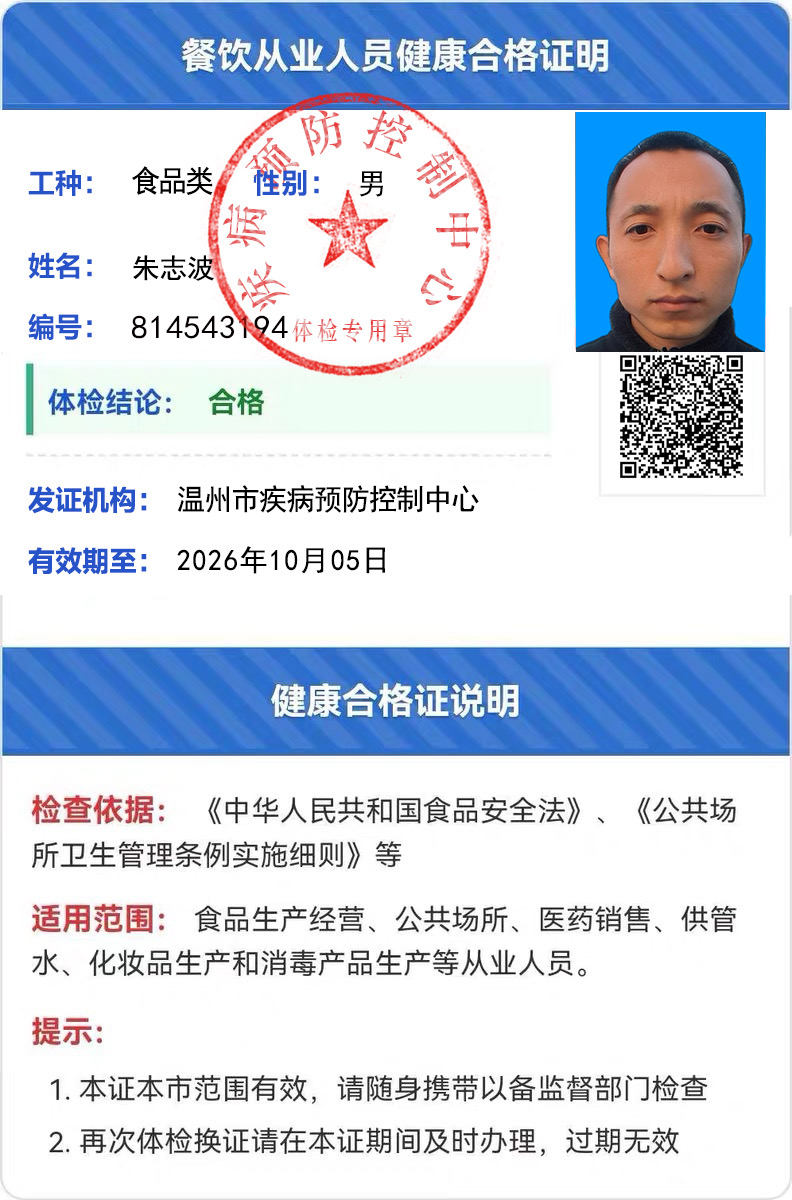 餐饮从业人员健康合格证明
疾病预防控制中心
工种： 食品类 性别： 男
姓名： 朱志波
编号： 814543194
体检专用章
体检结论： 合格
发证机构： 温州市疾病预防控制中心
有效期至： 2026年10月05日
健康合格证说明
检查依据： 《中华人民共和国食品安全法》、《公共场
所卫生管理条例实施细则》等
适用范围： 食品生产经营、公共场所、医药销售、供管
水、化妆品生产和消毒产品生产等从业人员。
提示：
1. 本证本市范围有效，请随身携带以备监督部门检查
2. 再次体检换证请在本证期间及时办理，过期无效